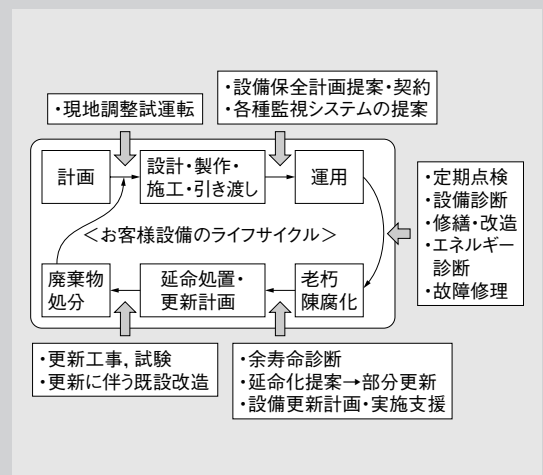 ・設備保全計画提案・契約
・各種監視システムの提案
・現地調整試運転
計画
設計・製作・
施工・引き渡し
運用
・定期点検
・設備診断
・修繕・改造
・エネルギー
診断
・故障修理
＜お客様設備のライフサイクル＞
廃棄物
処分
延命処置・
更新計画
老朽
陳腐化
・更新工事，試験
・更新に伴う既設改造
・余寿命診断
・延命化提案→部分更新
・設備更新計画・実施支援